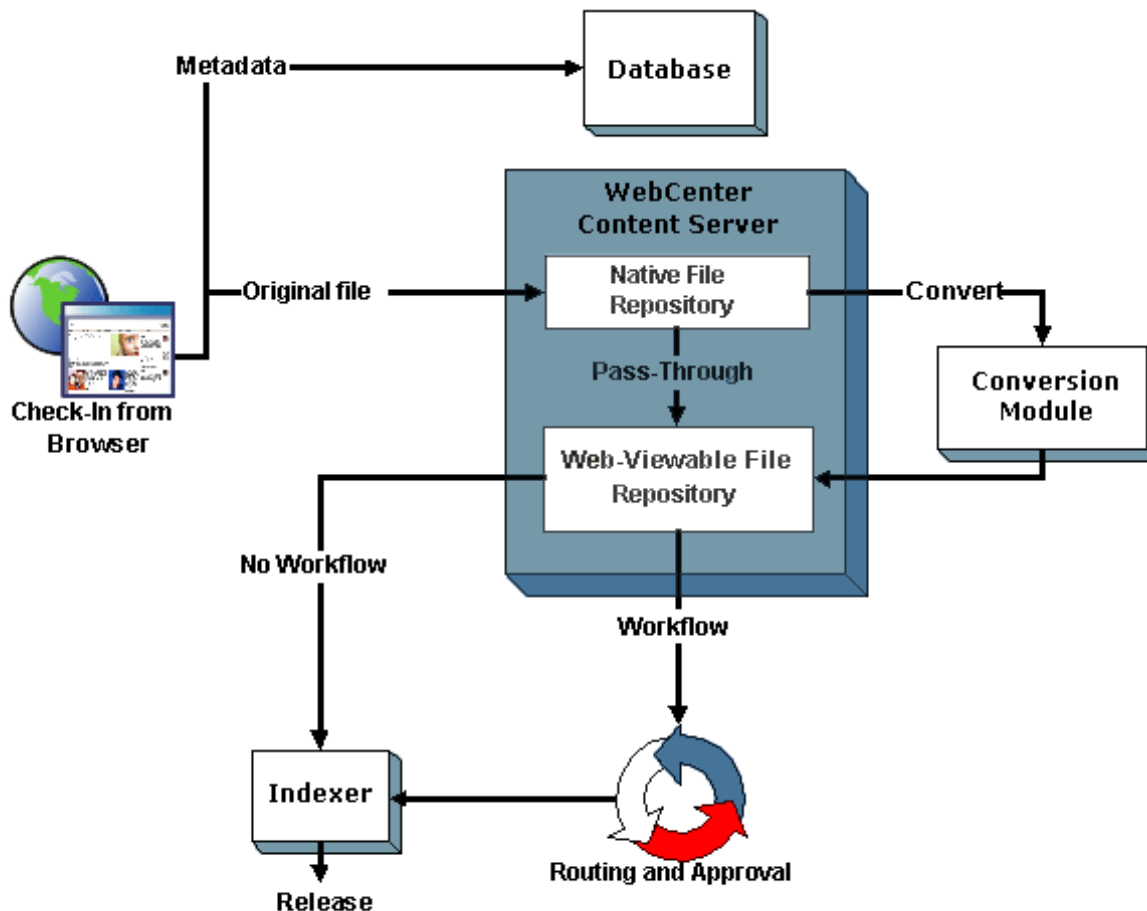 Metadata
Database
WebCenter
Content Server
Original file
Native File
Repository
Convert
Pass-Through
Conversion
Module
Check-In from
Browser
Web-Viewable File
Repository
No Workflow
Workflow
Indexer
Routing and Approval
Release